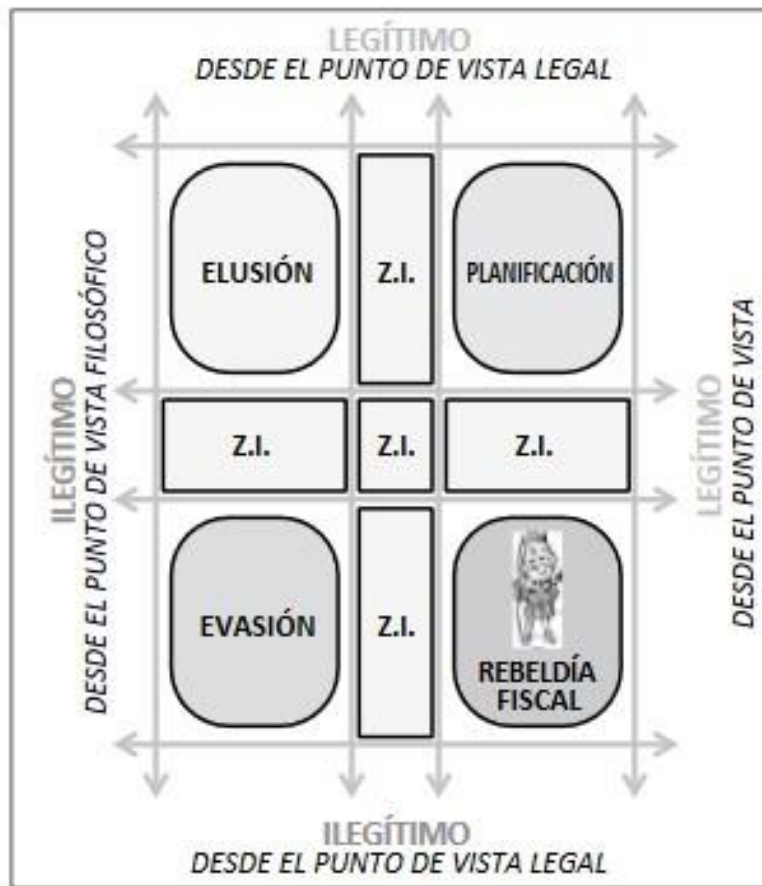 LEGÍTIMO
DESDE EL PUNTO DE VISTA LEGAL
ILEGÍTIMO
DESDE EL PUNTO DE VISTA FILOSÓFICO
ELUSIÓN
Z.I.
PLANIFICACIÓN
Z.I.
Z.I.
Z.I.
EVASIÓN
Z.I.
REBELDÍA
FISCAL
LEGÍTIMO
DESDE EL PUNTO DE VISTA
ILEGÍTIMO
DESDE EL PUNTO DE VISTA LEGAL